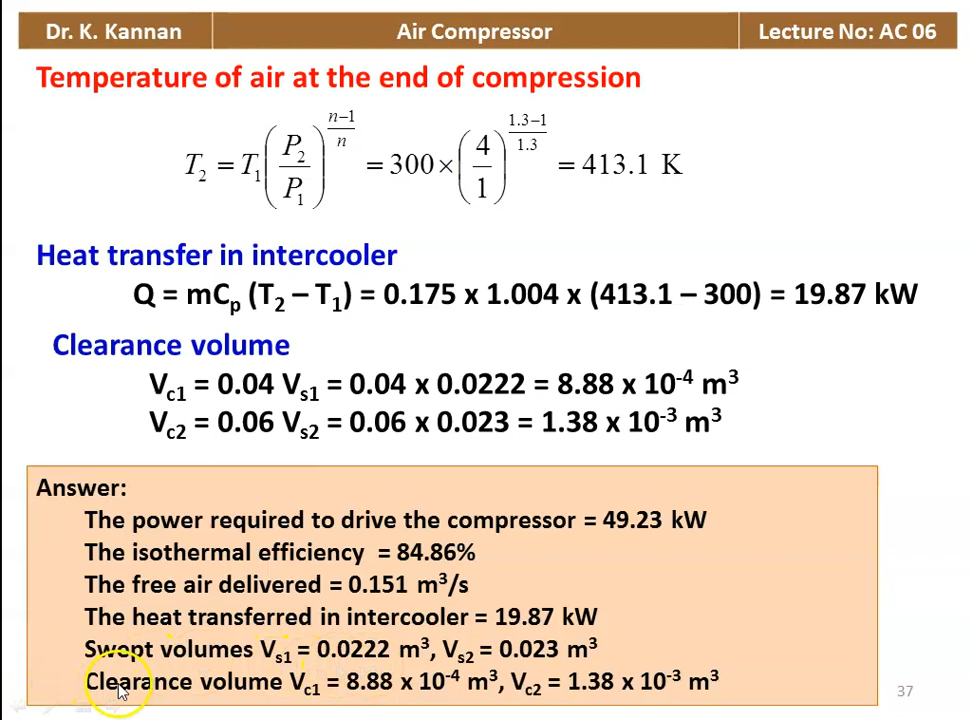 Dr. K. Kannan Air Compressor Lecture No: AC 06
Temperature of air at the end of compression
T₂ = T₁ (P₂/P₁)^((n−1)/n) = 300 × (4/1)^((1.3−1)/1.3) = 413.1 K
Heat transfer in intercooler
Q = mCₚ (T₂ – T₁) = 0.175 x 1.004 x (413.1 – 300) = 19.87 kW
Clearance volume
V_c1 = 0.04 V_s1 = 0.04 x 0.0222 = 8.88 x 10⁻⁴ m³
V_c2 = 0.06 V_s2 = 0.06 x 0.023 = 1.38 x 10⁻³ m³
Answer:
The power required to drive the compressor = 49.23 kW
The isothermal efficiency = 84.86%
The free air delivered = 0.151 m³/s
The heat transferred in intercooler = 19.87 kW
Swept volumes V_s1 = 0.0222 m³, V_s2 = 0.023 m³
Clearance volume V_c1 = 8.88 x 10⁻⁴ m³, V_c2 = 1.38 x 10⁻³ m³
37